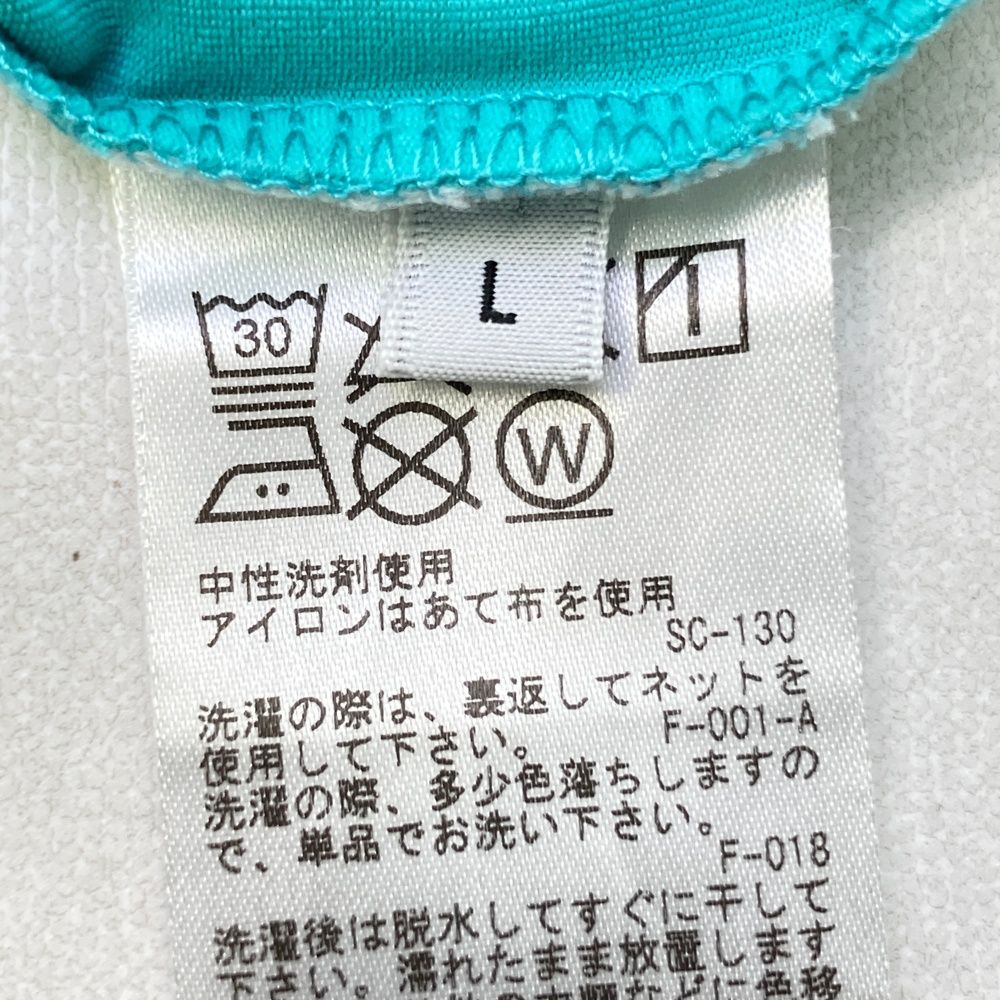 L
30
W
中性洗剤使用
アイロンはあて布を使用
SC-130
洗濯の際は、裏返してネットを
使用して下さい。
F-001-A
洗濯の際、多少色落ちしますの
で、単品でお洗い下さい。
F-018
洗濯後は脱水してすぐに干して
下さい。濡れたまま放置します